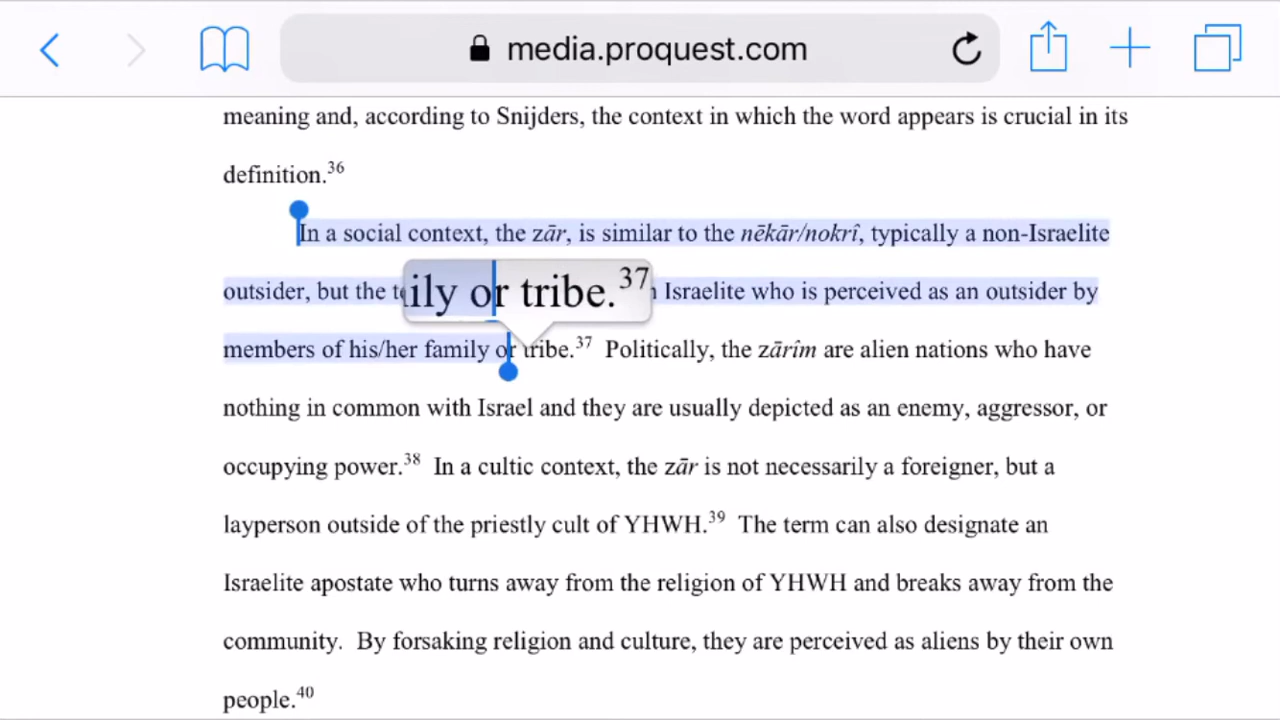 media.proquest.com
meaning and, according to Snijders, the context in which the word appears is crucial in its
definition.36
In a social context, the zār, is similar to the nēkār/nokrî, typically a non-Israelite
outsider, but the Israelite who is perceived as an outsider by
ily or tribe.37
members of his/her family or tribe.37 Politically, the zārîm are alien nations who have
nothing in common with Israel and they are usually depicted as an enemy, aggressor, or
occupying power.38 In a cultic context, the zār is not necessarily a foreigner, but a
layperson outside of the priestly cult of YHWH.39 The term can also designate an
Israelite apostate who turns away from the religion of YHWH and breaks away from the
community. By forsaking religion and culture, they are perceived as aliens by their own
people.40